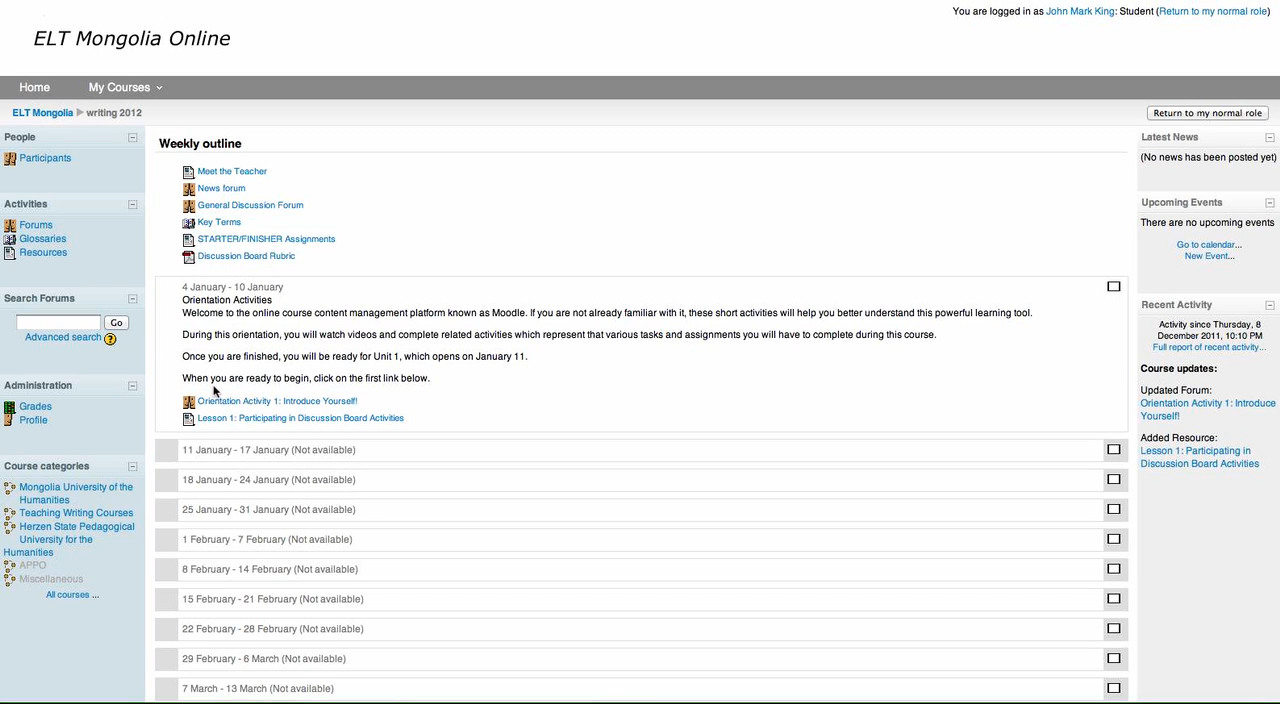 You are logged in as John Mark King: Student (Return to my normal role)
ELT Mongolia Online
Home
My Courses
ELT Mongolia
writing 2012
Return to my normal role
People
Participants
Activities
Forums
Glossaries
Resources
Search Forums
Go
Advanced search
?
Administration
Grades
Profile
Course categories
Mongolia University of the
Humanities
Teaching Writing Courses
Herzen State Pedagogical
University for the
Humanities
APPO
Miscellaneous
All courses ...
Weekly outline
Meet the Teacher
News forum
General Discussion Forum
Key Terms
STARTER/FINISHER Assignments
Discussion Board Rubric
4 January - 10 January
Orientation Activities
Welcome to the online course content management platform known as Moodle. If you are not already familiar with it, these short activities will help you better understand this powerful learning tool.
During this orientation, you will watch videos and complete related activities which represent that various tasks and assignments you will have to complete during this course.
Once you are finished, you will be ready for Unit 1, which opens on January 11.
When you are ready to begin, click on the first link below.
Orientation Activity 1: Introduce Yourself!
Lesson 1: Participating in Discussion Board Activities
11 January - 17 January (Not available)
18 January - 24 January (Not available)
25 January - 31 January (Not available)
1 February - 7 February (Not available)
8 February - 14 February (Not available)
15 February - 21 February (Not available)
22 February - 28 February (Not available)
29 February - 6 March (Not available)
7 March - 13 March (Not available)
Latest News
(No news has been posted yet)
Upcoming Events
There are no upcoming events
Go to calendar...
New Event...
Recent Activity
Activity since Thursday, 8
December 2011, 10:10 PM
Full report of recent activity...
Course updates:
Updated Forum:
Orientation Activity 1: Introduce
Yourself!
Added Resource:
Lesson 1: Participating in
Discussion Board Activities